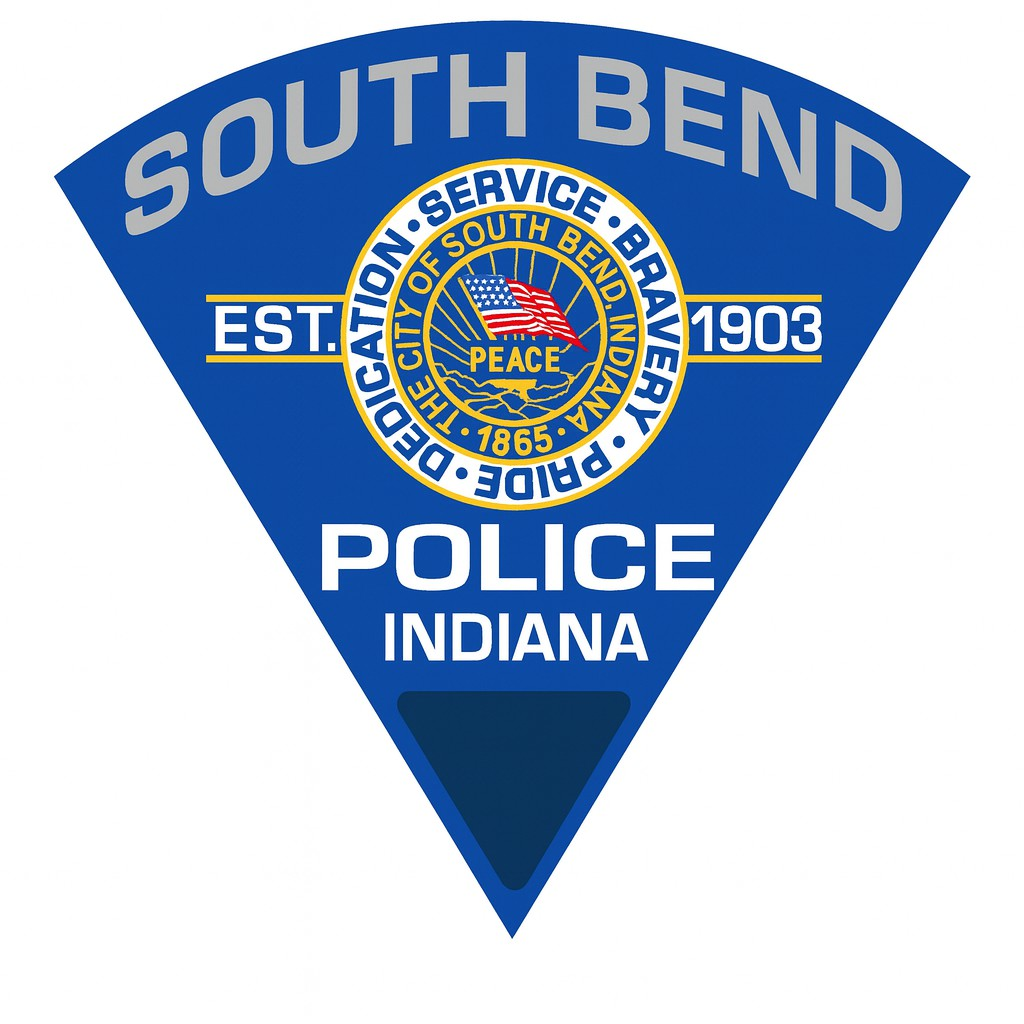 SOUTH BEND
DEDICATION • SERVICE • BRAVERY • PRIDE •
THE CITY OF SOUTH BEND, INDIANA
• 1865 •
PEACE
EST. 1903
POLICE
INDIANA